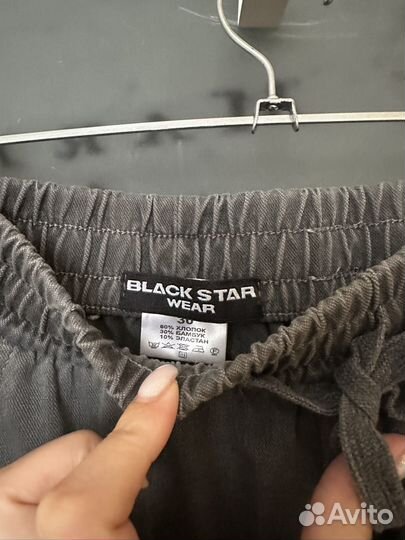 BLACK STAR
WEAR
30
60% ХЛОПОК
30% БАМБУК
10% ЭЛАСТАН
Avito